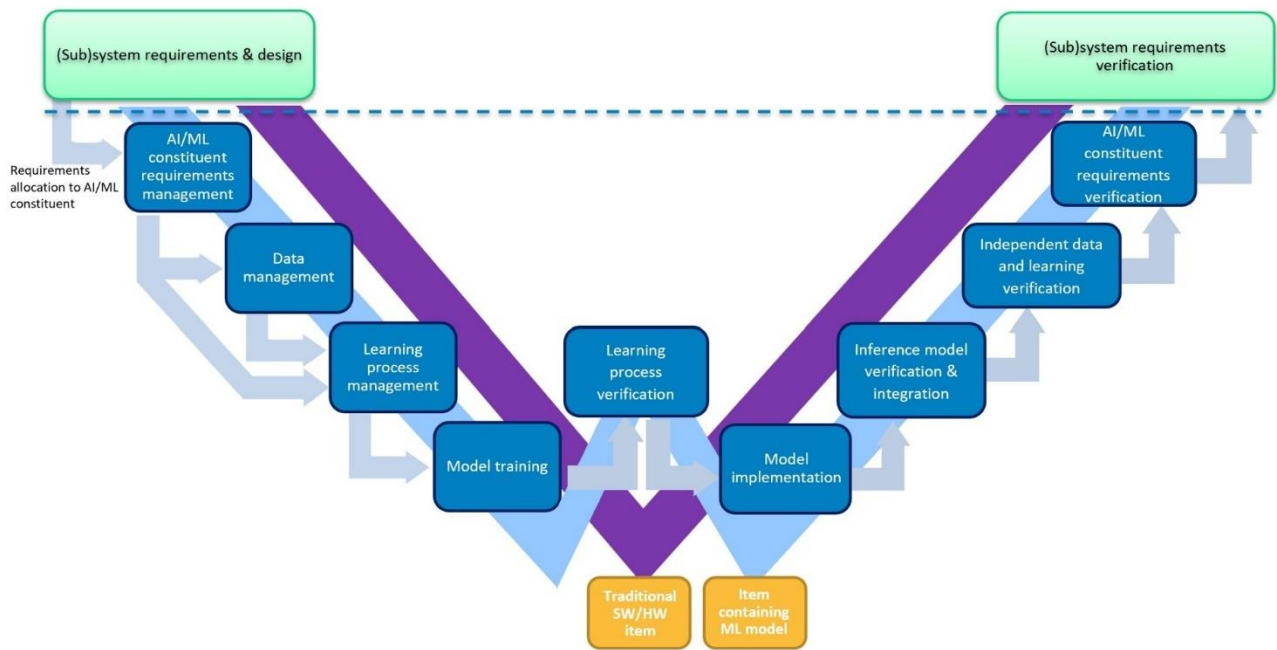 (Sub)system requirements & design
(Sub)system requirements
verification
AI/ML
constituent
requirements
management
AI/ML
constituent
requirements
verification
Requirements
allocation to AI/ML
constituent
Data
management
Independent data
and learning
verification
Learning
process
management
Learning
process
verification
Inference model
verification &
integration
Model training
Model
implementation
Traditional
SW/HW
item
Item
containing
ML model